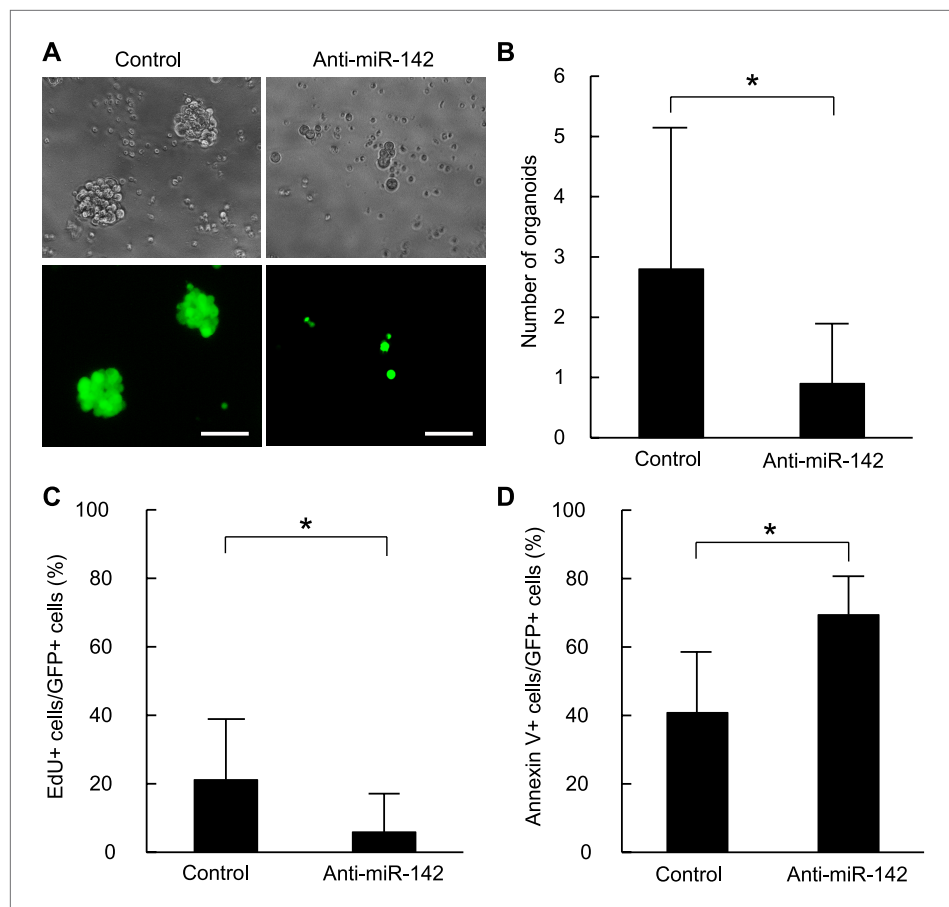 A
Control
Anti-miR-142
B
Number of organoids
6
5
4
3
2
1
0
*
Control
Anti-miR-142
C
EdU+ cells/GFP+ cells (%)
100
80
60
40
20
0
*
Control
Anti-miR-142
D
Annexin V+ cells/GFP+ cells (%)
100
80
60
40
20
0
*
Control
Anti-miR-142